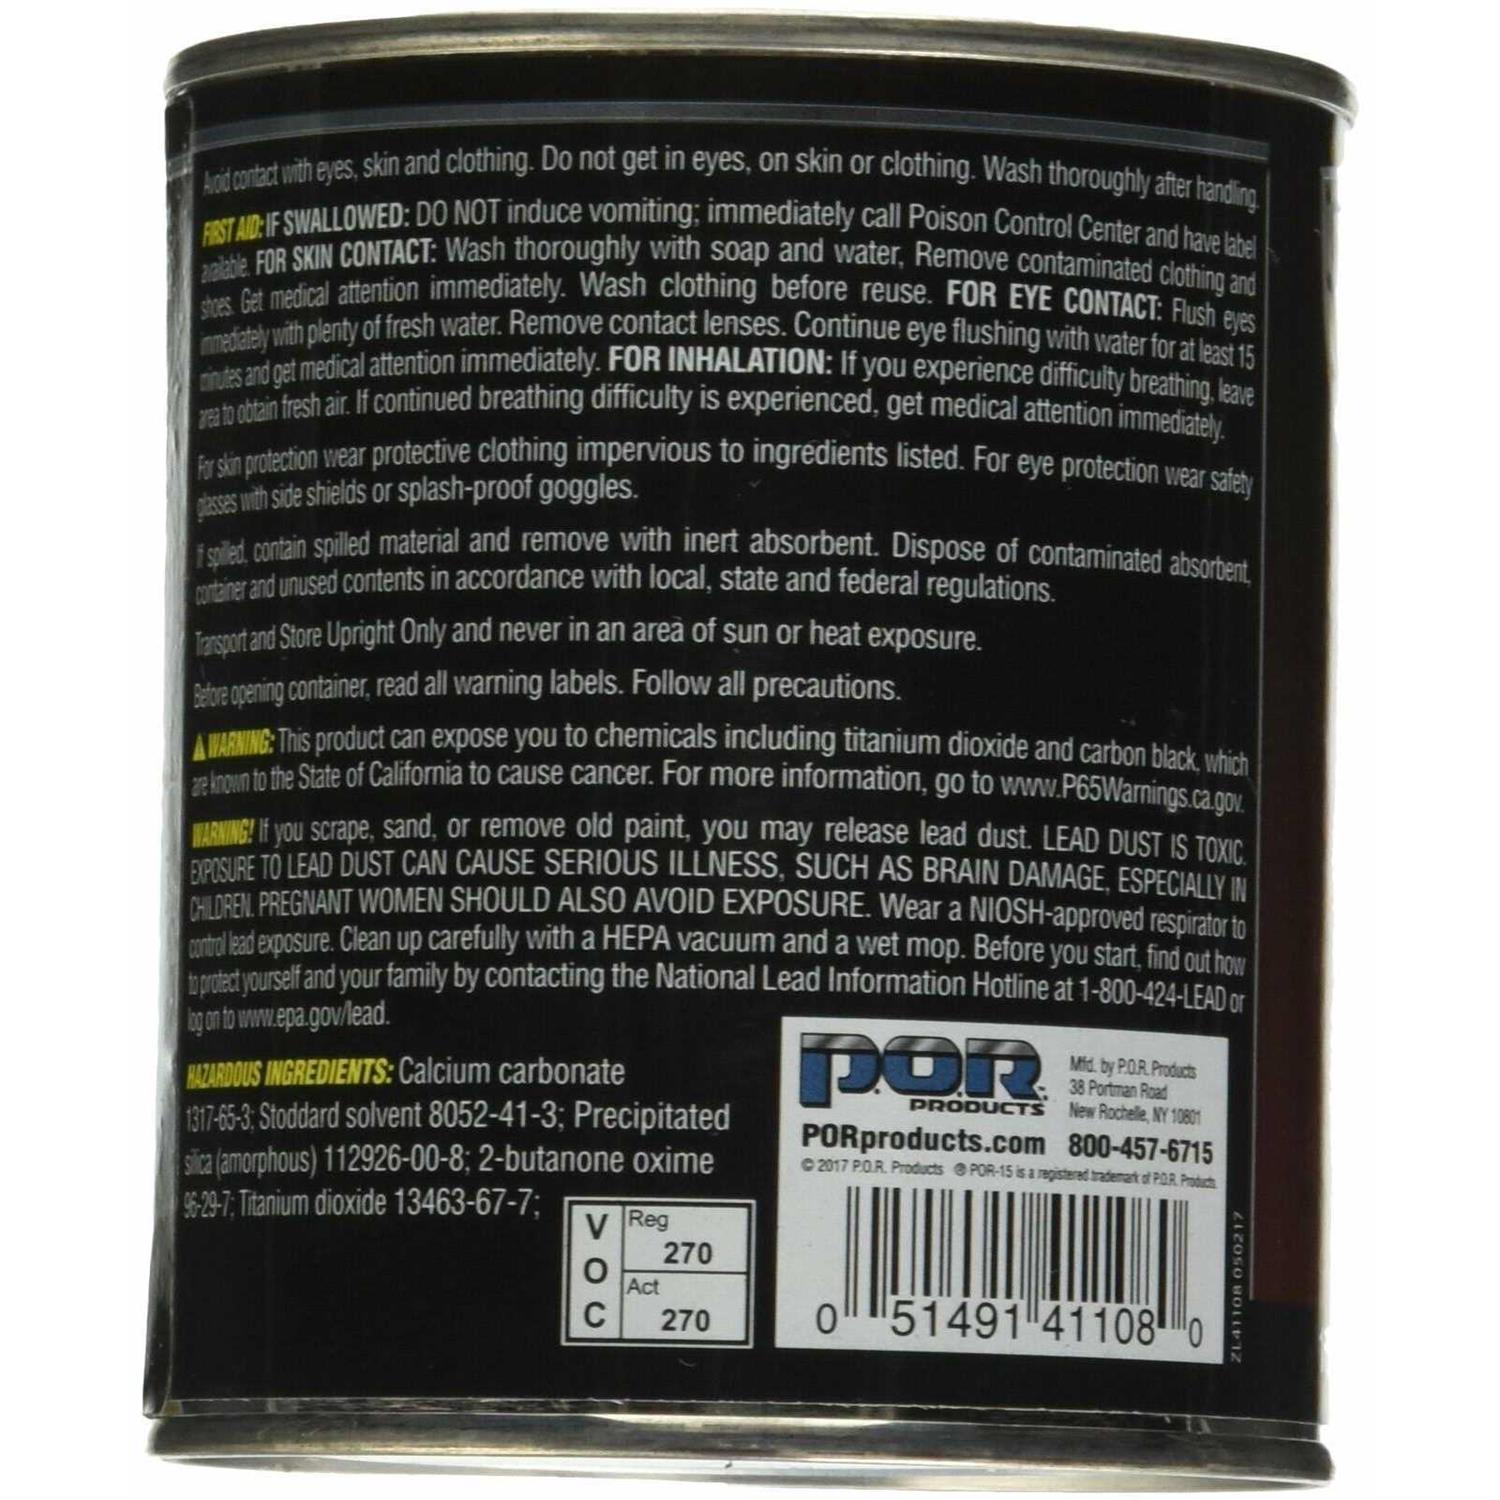 Avoid contact with eyes, skin and clothing. Do not get in eyes, on skin or clothing. Wash thoroughly after handling.
FIRST AID: IF SWALLOWED: DO NOT induce vomiting; immediately call Poison Control Center and have label
available. FOR SKIN CONTACT: Wash thoroughly with soap and water, Remove contaminated clothing and
shoes. Get medical attention immediately. Wash clothing before reuse. FOR EYE CONTACT: Flush eyes
immediately with plenty of fresh water. Remove contact lenses. Continue eye flushing with water for at least 15
minutes and get medical attention immediately. FOR INHALATION: If you experience difficulty breathing, leave
area to obtain fresh air. If continued breathing difficulty is experienced, get medical attention immediately.
For skin protection wear protective clothing impervious to ingredients listed. For eye protection wear safety
glasses with side shields or splash-proof goggles.
If spilled, contain spilled material and remove with inert absorbent. Dispose of contaminated absorbent,
container and unused contents in accordance with local, state and federal regulations.
Transport and Store Upright Only and never in an area of sun or heat exposure.
Before opening container, read all warning labels. Follow all precautions.
WARNING: This product can expose you to chemicals including titanium dioxide and carbon black, which
are known to the State of California to cause cancer. For more information, go to www.P65Warnings.ca.gov.
WARNING! If you scrape, sand, or remove old paint, you may release lead dust. LEAD DUST IS TOXIC.
EXPOSURE TO LEAD DUST CAN CAUSE SERIOUS ILLNESS, SUCH AS BRAIN DAMAGE, ESPECIALLY IN
CHILDREN. PREGNANT WOMEN SHOULD ALSO AVOID EXPOSURE. Wear a NIOSH-approved respirator to
control lead exposure. Clean up carefully with a HEPA vacuum and a wet mop. Before you start, find out how
to protect yourself and your family by contacting the National Lead Information Hotline at 1-800-424-LEAD or
log on to www.epa.gov/lead.
HAZARDOUS INGREDIENTS: Calcium carbonate
1317-65-3; Stoddard solvent 8052-41-3; Precipitated
silica (amorphous) 112926-00-8; 2-butanone oxime
96-29-7; Titanium dioxide 13463-67-7;
VOC
Reg
270
Act
270
P.O.R.
PRODUCTS
Mfd. by P.O.R. Products
38 Portman Road
New Rochelle, NY 10801
PORproducts.com 800-457-6715
© 2017 P.O.R. Products ® POR-15 is a registered trademark of P.O.R. Products
0 51491 41108 0
ZL41108 050217